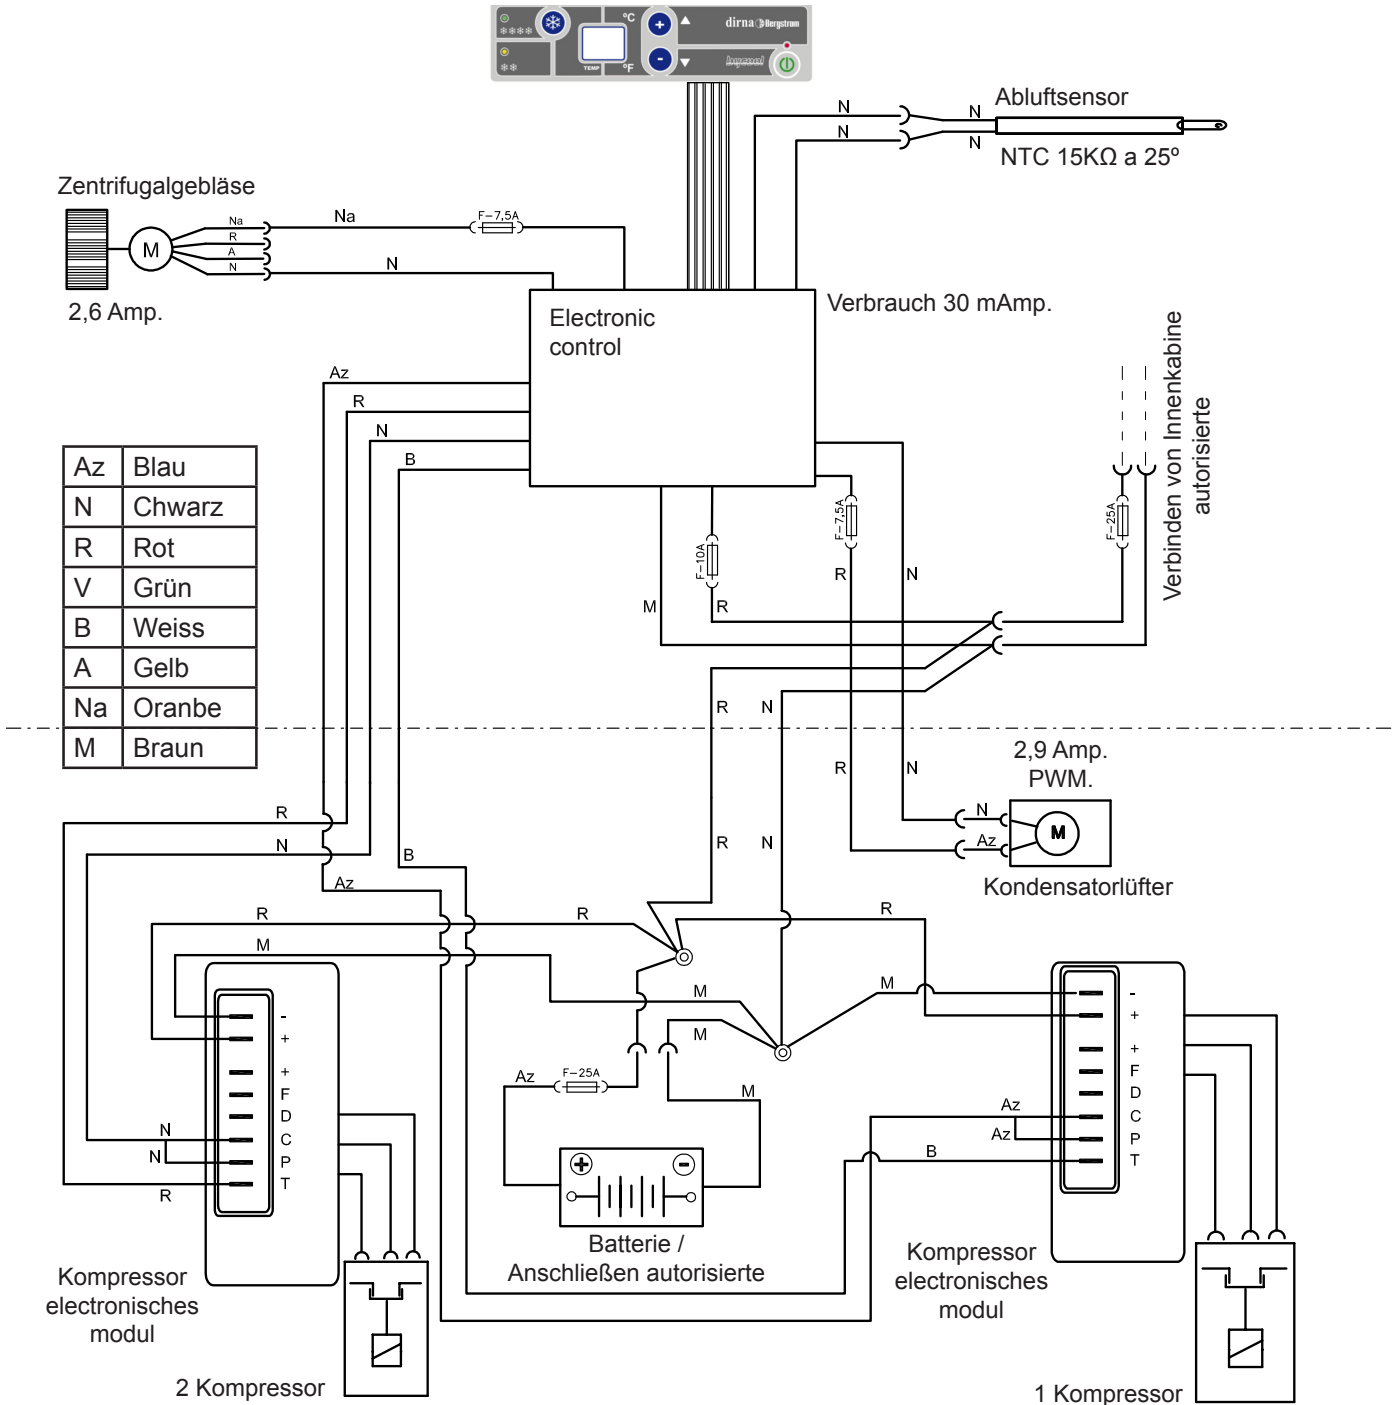 °C
dirna Bergstrom
TEMP
°F
bycool
Abluftsensor
N
N
N
N
NTC 15KΩ a 25º
Zentrifugalgebläse
Na
R
A
N
Na
F-7,5A
N
M
2,6 Amp.
Electronic
control
Verbrauch 30 mAmp.
Verbinden von Innenkabine
autorisierte
Az
R
N
B
Az Blau
N Chwarz
R Rot
V Grün
B Weiss
A Gelb
Na Oranbe
M Braun
F-10A
F-7,5A
F-25A
M
R
R
N
R
N
R
N
2,9 Amp.
PWM.
N
Az
M
Kondensatorlüfter
R
N
B
Az
R
N
R
M
R
R
M
M
M
-
+
+
F
D
C
P
T
N
N
R
Az
F-25A
M
+
-
Batterie /
Anschließen autorisierte
-
+
+
F
D
C
P
T
Az
Az
B
Kompressor
electronisches
modul
2 Kompressor
Kompressor
electronisches
modul
1 Kompressor